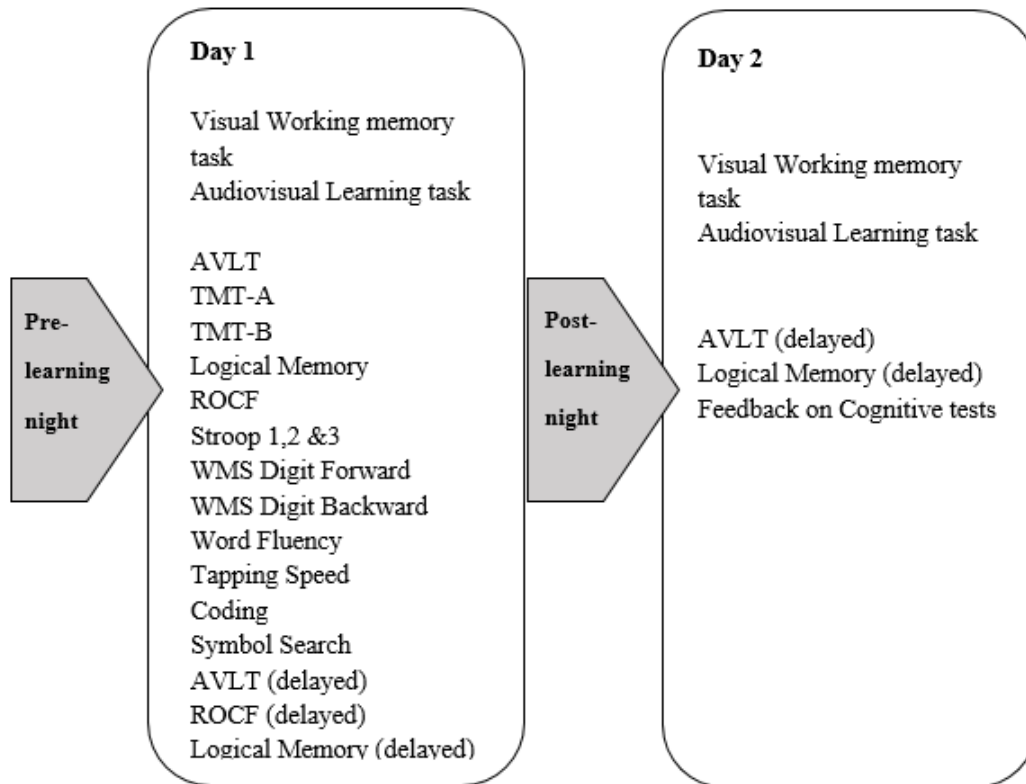 Pre-
learning
night
Day 1
Visual Working memory
task
Audiovisual Learning task
AVLT
TMT-A
TMT-B
Logical Memory
ROCF
Stroop 1,2 &3
WMS Digit Forward
WMS Digit Backward
Word Fluency
Tapping Speed
Coding
Symbol Search
AVLT (delayed)
ROCF (delayed)
Logical Memory (delayed)
Post-
learning
night
Day 2
Visual Working memory
task
Audiovisual Learning task
AVLT (delayed)
Logical Memory (delayed)
Feedback on Cognitive tests